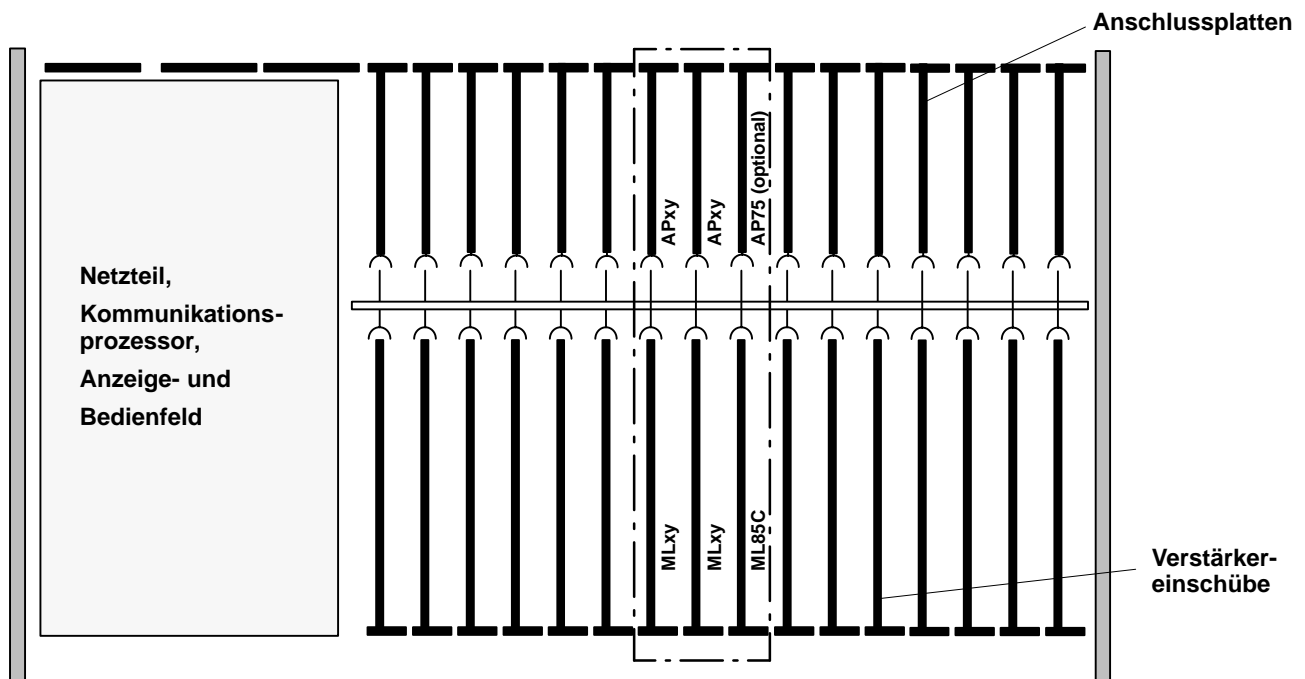 Anschlussplatten
APxy
APxy
AP75 (optional)
Netzteil,
Kommunikations-
prozessor,
Anzeige- und
Bedienfeld
MLxy
MLxy
ML85C
Verstärker-
einschübe